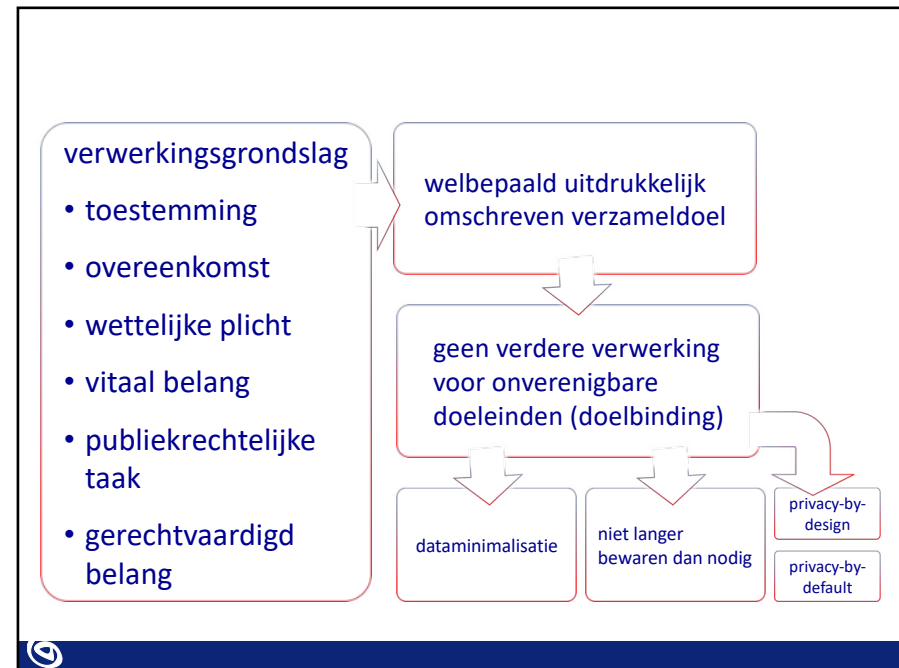 verwerkingsgrondslag
• toestemming
• overeenkomst
• wettelijke plicht
• vitaal belang
• publiekrechtelijke
taak
• gerechtvaardigd
belang
welbepaald uitdrukkelijk
omschreven verzameldoel
geen verdere verwerking
voor onverenigbare
doeleinden (doelbinding)
dataminimalisatie
niet langer
bewaren dan nodig
privacy-by-
design
privacy-by-
default